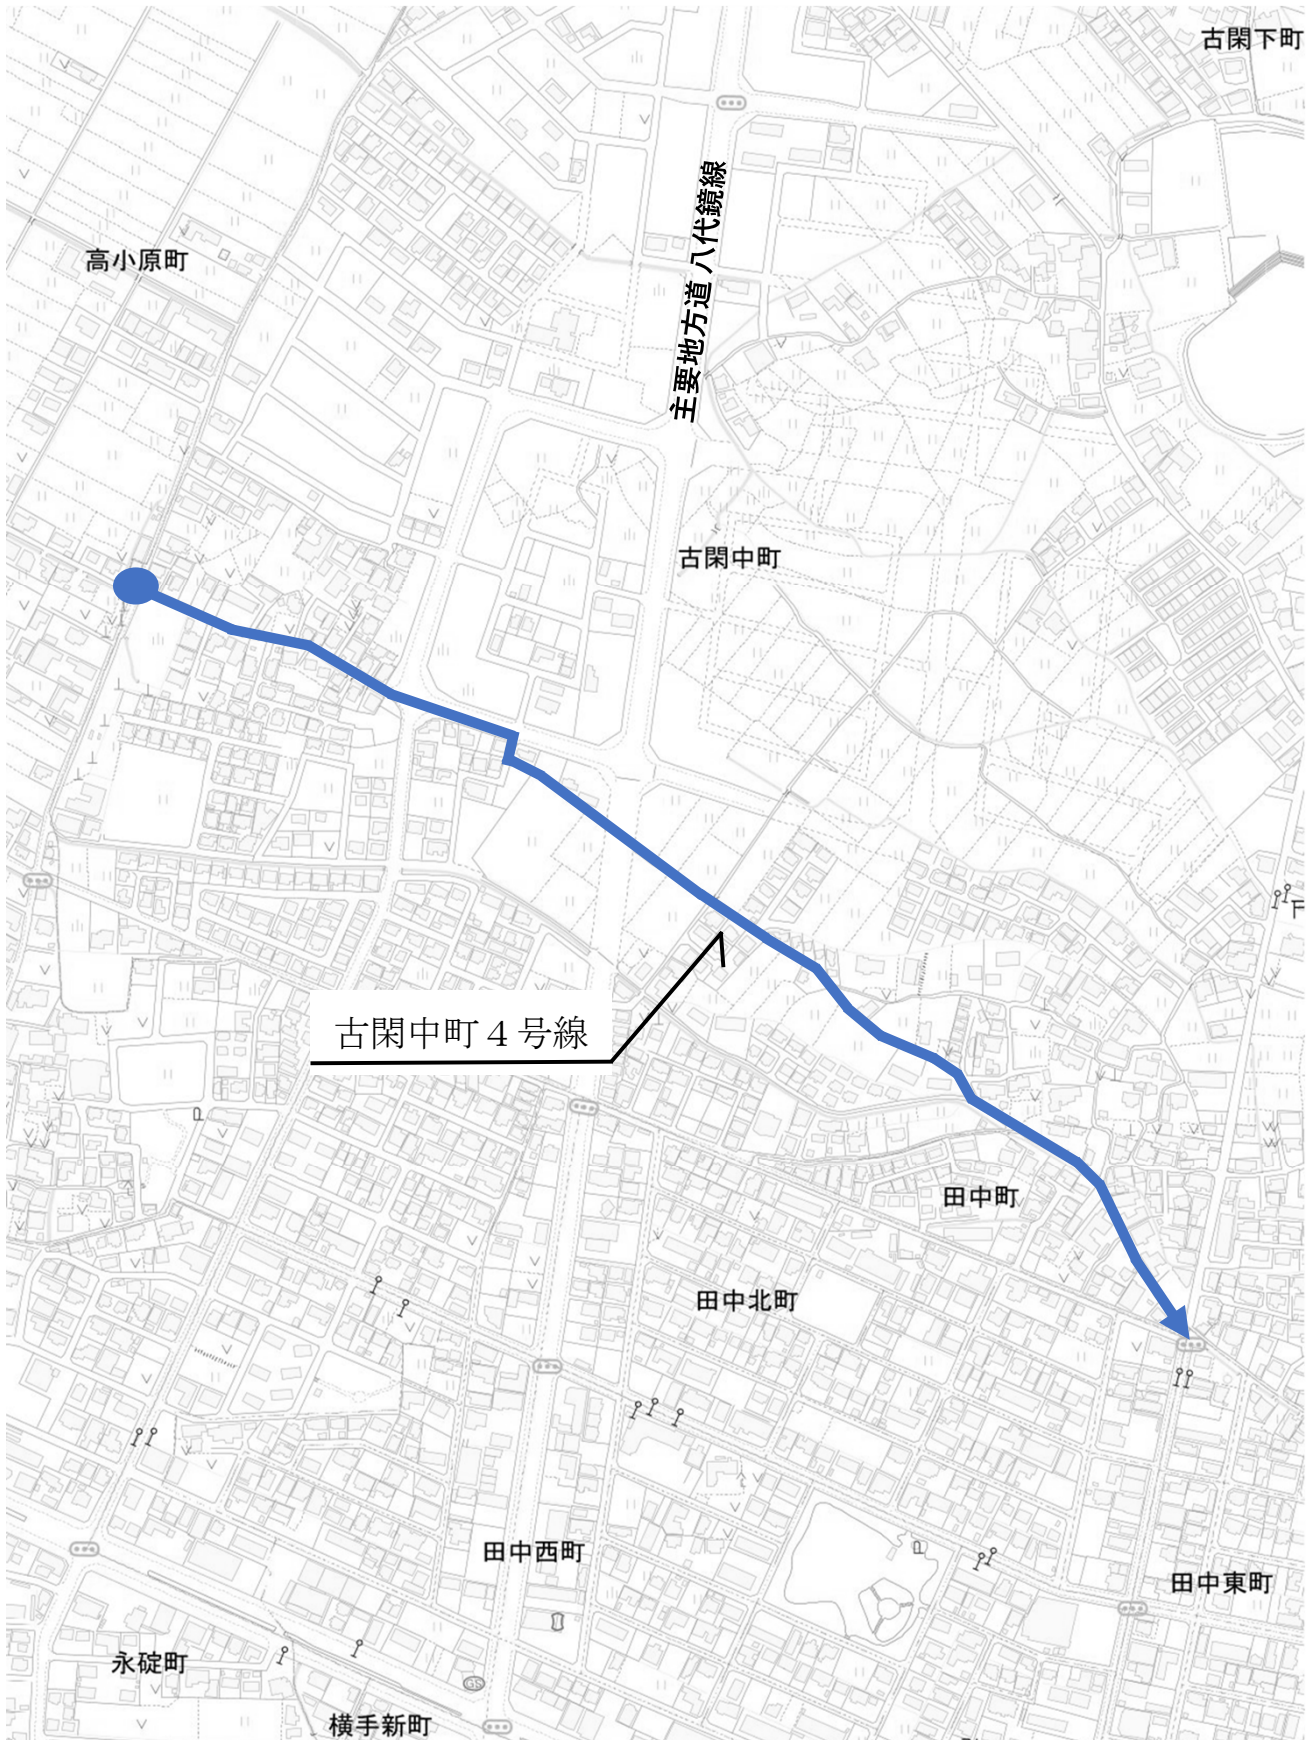 古閑下町
主要地方道 八代鏡線
高小原町
古閑中町
下
古閑中町４号線
田中町
田中北町
田中西町
田中東町
永碇町
GS
横手新町